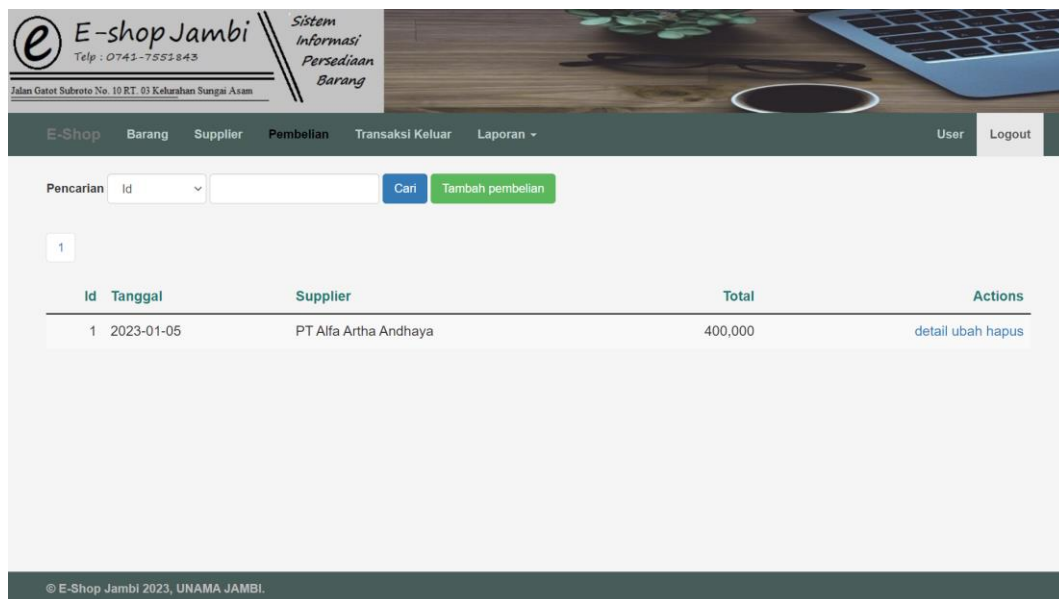 e E-shop Jambi
Telp : 0741-7551843
Jalan Gatot Subroto No. 10 RT. 03 Kelurahan Sungai Asam
Sistem
Informasi
Persediaan
Barang
E-Shop Barang Supplier Pembelian Transaksi Keluar Laporan User Logout
Pencarian Id Cari Tambah pembelian
1
Id Tanggal Supplier Total Actions
1 2023-01-05 PT Alfa Artha Andhaya 400,000 detail ubah hapus
© E-Shop Jambi 2023, UNAMA JAMBI.